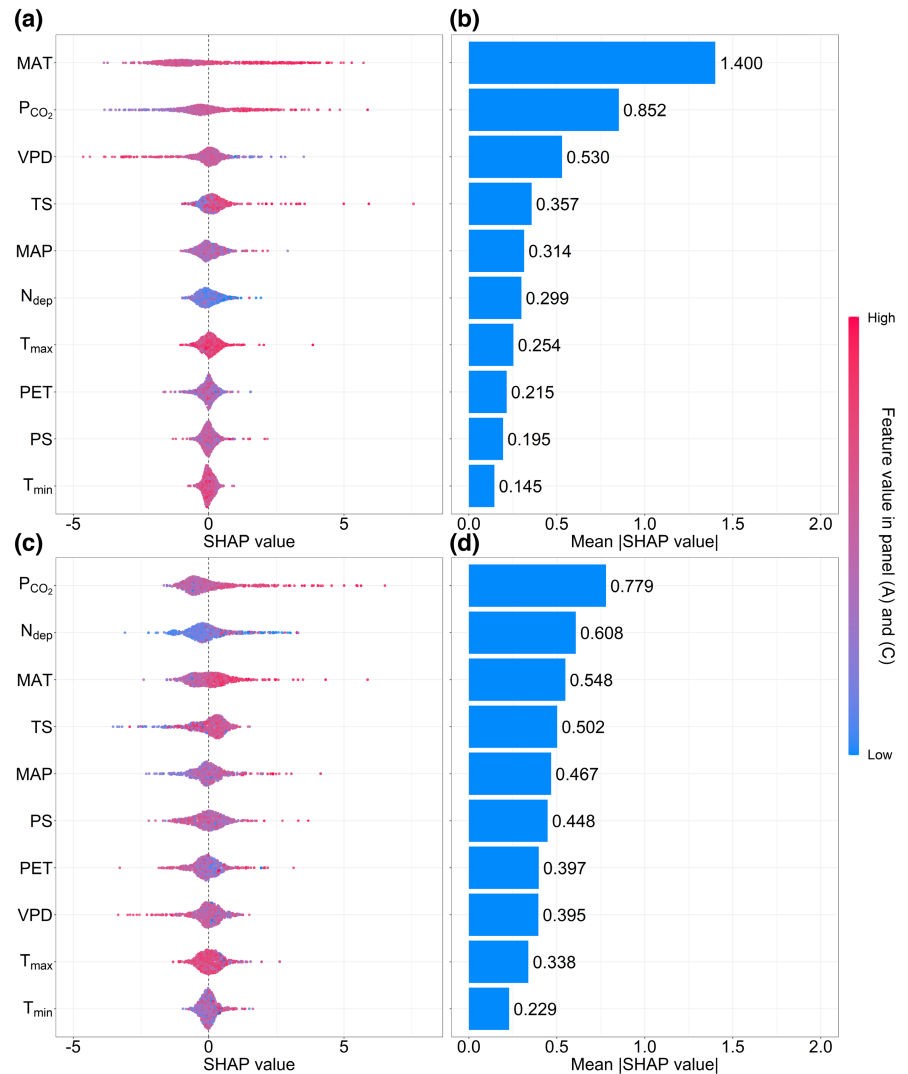 (a) (b)
MAT 1.400
PCO2 0.852
VPD 0.530
TS 0.357
MAP 0.314
Ndep 0.299
Tmax 0.254
PET 0.215
PS 0.195
Tmin 0.145
-5 0 5 0.0 0.5 1.0 1.5 2.0
SHAP value Mean |SHAP value|
(c) (d)
PCO2 0.779
Ndep 0.608
MAT 0.548
TS 0.502
MAP 0.467
PS 0.448
PET 0.397
VPD 0.395
Tmax 0.338
Tmin 0.229
-5 0 5 0.0 0.5 1.0 1.5 2.0
SHAP value Mean |SHAP value|
High
Feature value in panel (A) and (C)
Low